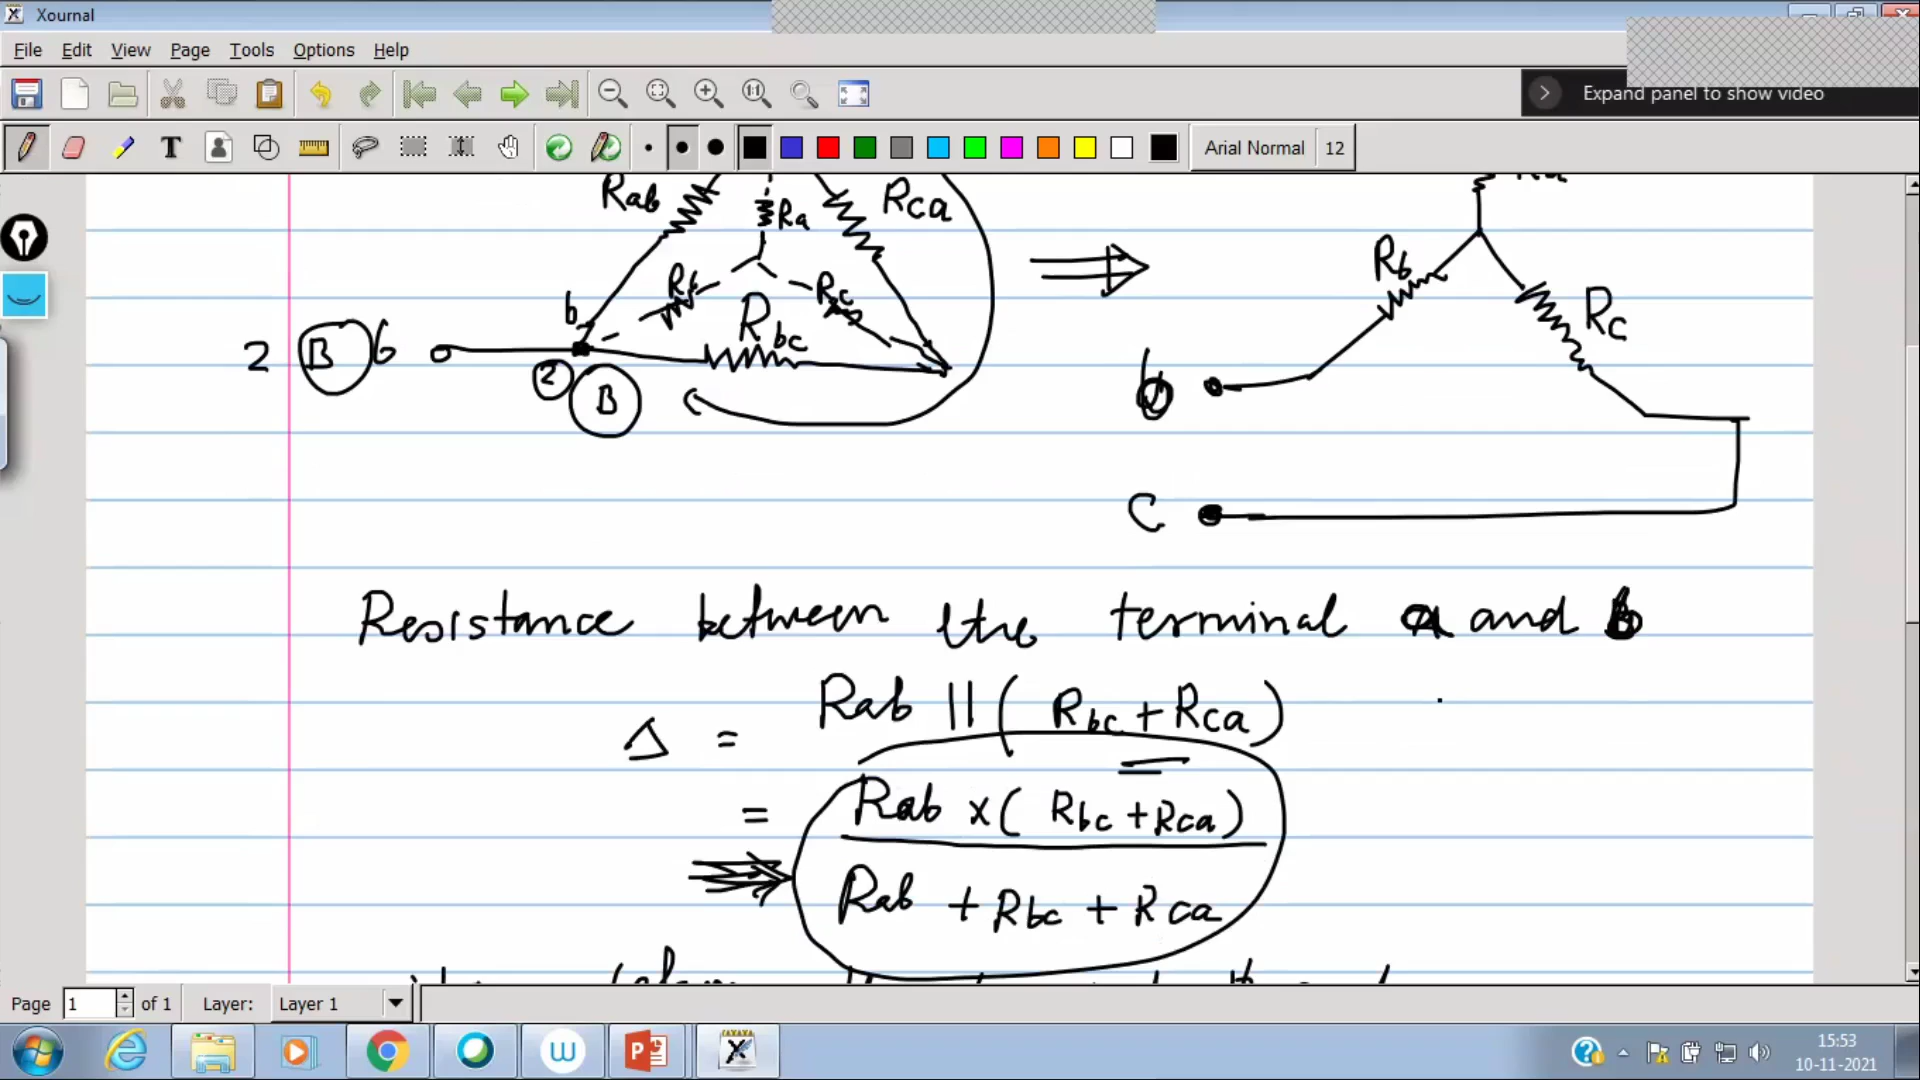 Xournal
File Edit View Page Tools Options Help
Expand panel to show video
T Arial Normal 12
Rab Ra Rca
Rb Rc
Rb Rc
b Rbc
2 B b
2 B
b
C
Resistance between the terminal a and b
Δ = Rab || (Rbc + Rca)
= Rab x (Rbc + Rca)
Rab + Rbc + Rca
Page 1 of 1 Layer: Layer 1
15:53
10-11-2021